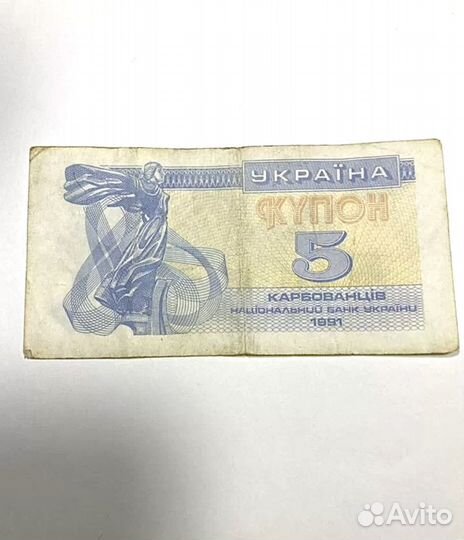 УКРАЇНА
КУПОН
5
КАРБОВАНЦІВ
НАЦІОНАЛЬНИЙ БАНК УКРАЇНИ
1991
Avito